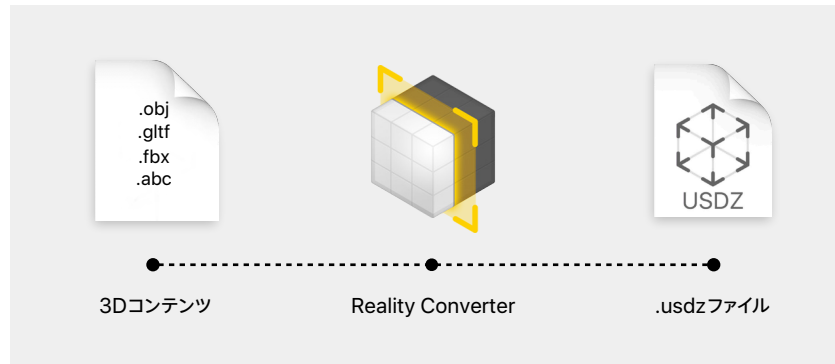 .obj
.gltf
.fbx
.abc
USDZ
3Dコンテンツ
Reality Converter
.usdzファイル